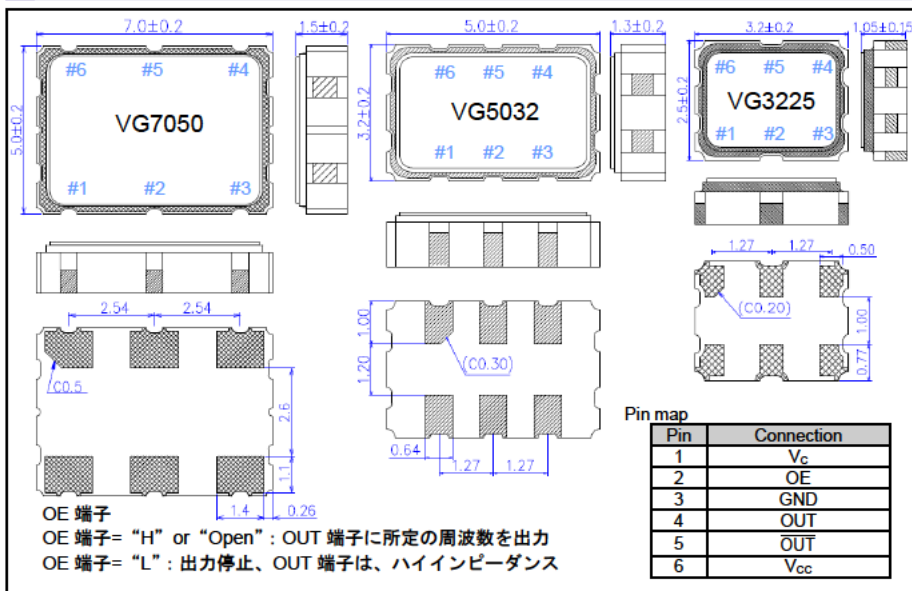 7.0±0.2
1.5±0.2
5.0±0.2
1.3±0.2
3.2±0.2
1.05±0.15
5.0±0.2
#6 #5 #4
VG7050
#1 #2 #3
3.2±0.2
#6 #5 #4
VG5032
#1 #2 #3
2.5±0.2
#6 #5 #4
VG3225
#1 #2 #3
2.54 2.54
C0.5
2.6
1.1
1.4 0.26
1.00
1.20
(C0.30)
0.64
1.27 1.27
1.27 1.27
0.50
(C0.20)
1.00
0.77
Pin map
Pin Connection
1 Vc
2 OE
3 GND
4 OUT
5 O̅U̅T̅
6 Vcc
OE 端子
OE 端子= “H” or “Open” : OUT 端子に所定の周波数を出力
OE 端子= “L” : 出力停止、OUT 端子は、ハイインピーダンス